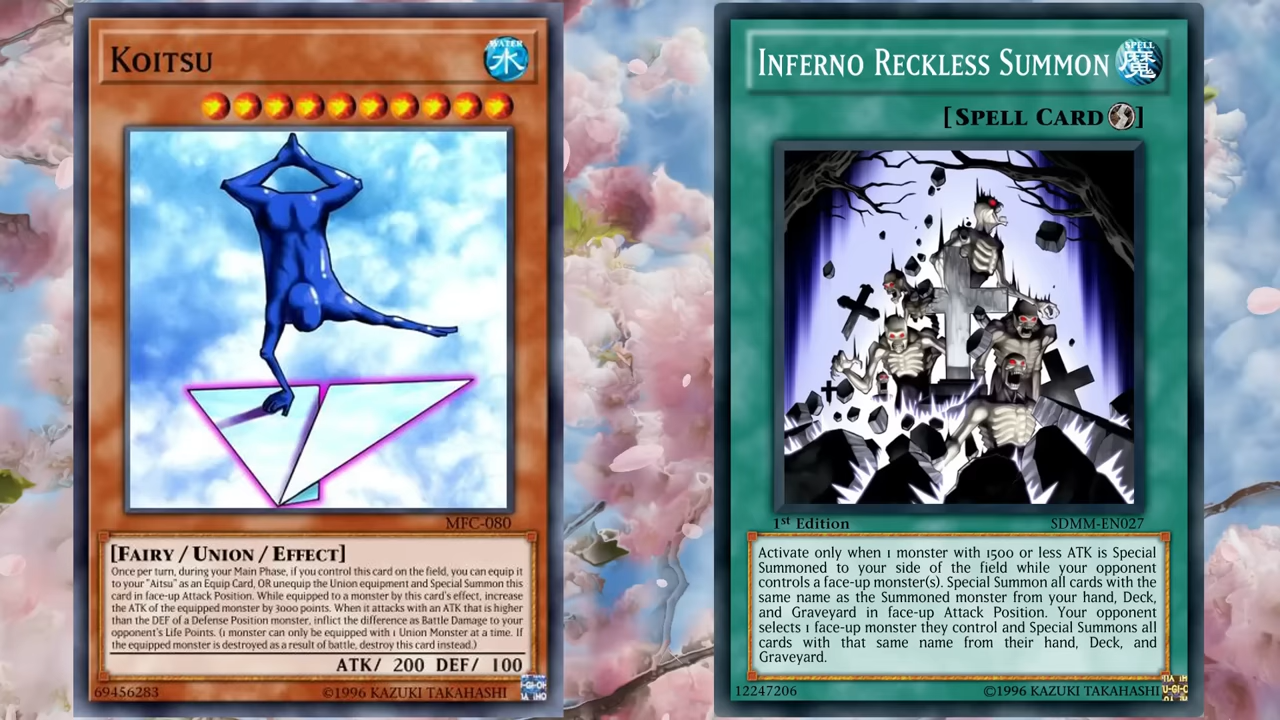 KOITSU
WATER
水
MFC-080
[FAIRY / UNION / EFFECT]
Once per turn, during your Main Phase, if you control this card on the field, you can equip it
to your "Aitsu" as an Equip Card, OR unequip the Union equipment and Special Summon this
card in face-up Attack Position. While equipped to a monster by this card's effect, increase
the ATK of the equipped monster by 3000 points. When it attacks with an ATK that is higher
than the DEF of a Defense Position monster, inflict the difference as Battle Damage to your
opponent's Life Points. (1 monster can only be equipped with 1 Union Monster at a time. If
the equipped monster is destroyed as a result of battle, destroy this card instead.)
ATK/ 200 DEF/ 100
69456283
©1996 KAZUKI TAKAHASHI
INFERNO RECKLESS SUMMON
SPELL
魔
[SPELL CARD]
1st Edition
SDMM-EN027
Activate only when 1 monster with 1500 or less ATK is Special
Summoned to your side of the field while your opponent
controls a face-up monster(s). Special Summon all cards with the
same name as the Summoned monster from your hand, Deck,
and Graveyard in face-up Attack Position. Your opponent
selects 1 face-up monster they control and Special Summons all
cards with that same name from their hand, Deck, and
Graveyard.
12247206
©1996 KAZUKI TAKAHASHI